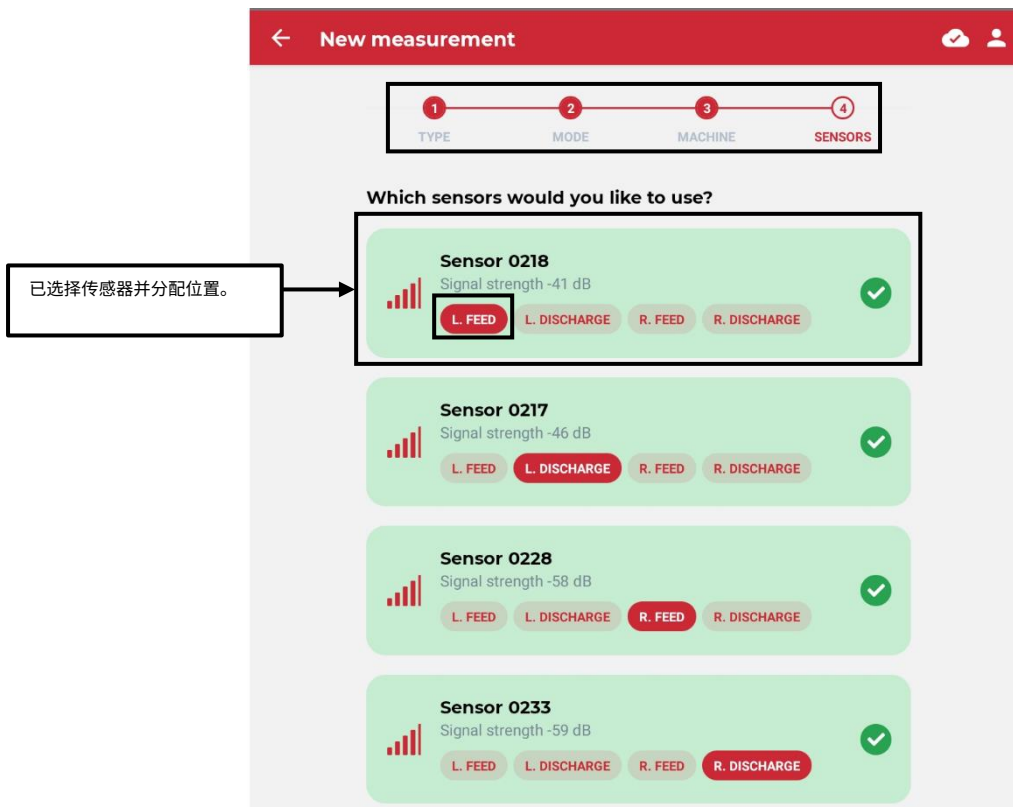 New measurement
1 2 3 4
TYPE MODE MACHINE SENSORS
Which sensors would you like to use?
已选择传感器并分配位置。
Sensor 0218
Signal strength -41 dB
L. FEED L. DISCHARGE R. FEED R. DISCHARGE
Sensor 0217
Signal strength -46 dB
L. FEED L. DISCHARGE R. FEED R. DISCHARGE
Sensor 0228
Signal strength -58 dB
L. FEED L. DISCHARGE R. FEED R. DISCHARGE
Sensor 0233
Signal strength -59 dB
L. FEED L. DISCHARGE R. FEED R. DISCHARGE